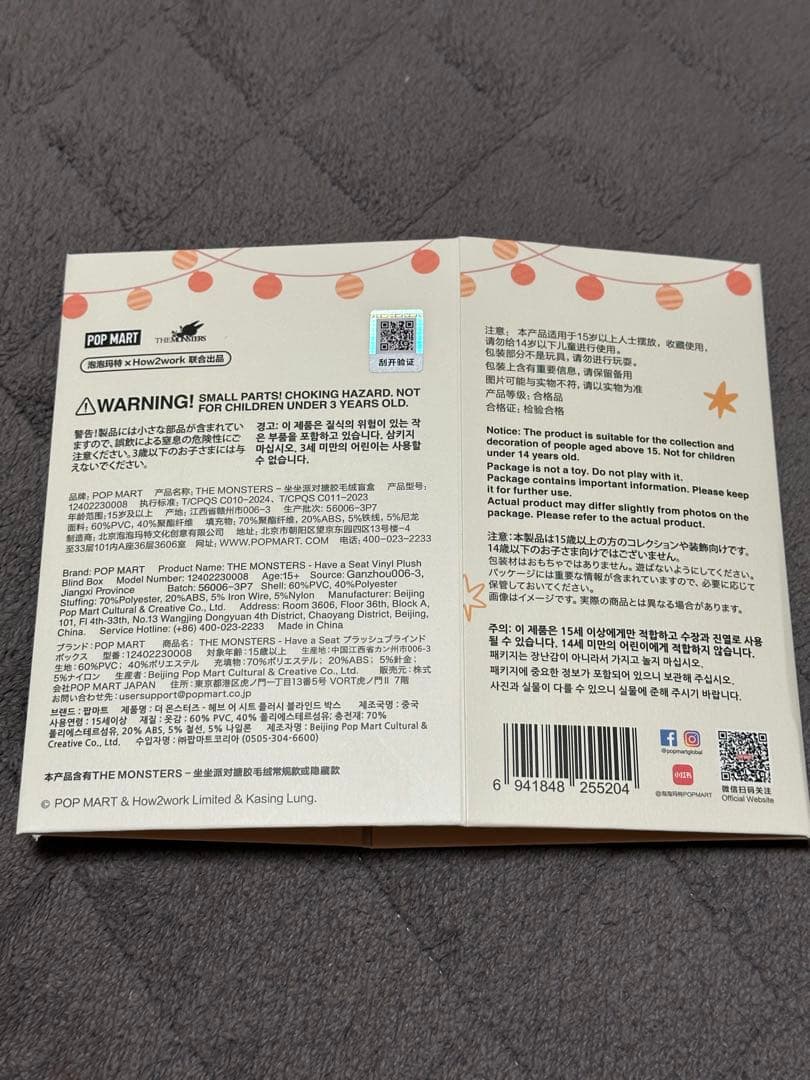 POP MART THE MONSTERS
泡泡玛特×How2work 联合出品
刮开验证
WARNING! SMALL PARTS! CHOKING HAZARD. NOT
FOR CHILDREN UNDER 3 YEARS OLD.
警告!製品には小さな部品が含まれてい
ますので、誤飲による窒息の危険性にご
注意ください。3歳以下のお子さまには与
えないでください。
경고: 이 제품은 질식의 위험이 있는 작
은 부품을 포함하고 있습니다. 삼키지
마십시오. 3세 미만의 어린이는 사용할
수 없습니다.
品牌: POP MART 产品名称: THE MONSTERS – 坐坐派对搪胶毛绒盲盒 产品型号:
12402230008 执行标准: T/CPQS C010–2024、T/CPQS C011–2023
年龄范围:15岁及以上 产地: 江西省赣州市006–3 生产批次: 56006-3P7
面料: 60%PVC, 40%聚酯纤维 填充物: 70%聚酯纤维, 20%ABS, 5%铁线, 5%尼龙
制造商: 北京泡泡玛特文化创意有限公司 地址: 北京市朝阳区望京东园四区13号楼–4
至33层101内A座36层3606室 网址: WWW.POPMART.COM 电话: 400–023–2233
Brand: POP MART Product Name: THE MONSTERS - Have a Seat Vinyl Plush
Blind Box Model Number: 12402230008 Age:15+ Source: Ganzhou006-3,
Jiangxi Province Batch: 56006-3P7 Shell: 60%PVC, 40%Polyester
Stuffing: 70%Polyester, 20%ABS, 5% Iron Wire, 5%Nylon Manufacturer: Beijing
Pop Mart Cultural & Creative Co., Ltd. Address: Room 3606, Floor 36th, Block A,
101, Fl 4th-33th, No.13 Wangjing Dongyuan 4th District, Chaoyang District, Beijing,
China. Service Hotline: (+86) 400-023-2233 Made in China
ブランド: POP MART 商品名: THE MONSTERS - Have a Seat プラッシュブラインド
ボックス 型番: 12402230008 対象年齢:15歳以上 生産地:中国江西省カン州市006-3
生地: 60%PVC; 40%ポリエステル 充填物: 70%ポリエステル; 20%ABS; 5%針金;
5%ナイロン 生産者: Beijing Pop Mart Cultural & Creative Co., Ltd. 販売元: 株式
会社POP MART JAPAN 住所: 東京都港区虎ノ門一丁目13番5号 VORT虎ノ門Ⅱ 7階
お問い合わせ先: usersupport@popmart.co.jp
브랜드 : 팝마트 제품명 : 더 몬스터즈 - 해브 어 시트 플러시 블라인드 박스 제조국명 : 중국
사용연령 : 15세이상 재질 : 옷감 : 60% PVC, 40% 폴리에스테르섬유; 충전재: 70%
폴리에스테르섬유, 20% ABS, 5% 철선, 5% 나일론 제조자명 : Beijing Pop Mart Cultural &
Creative Co., Ltd. 수입자명 : ㈜팝마트코리아 (0505-304-6600)
本产品含有THE MONSTERS – 坐坐派对搪胶毛绒常规款或隐藏款
© POP MART & How2work Limited & Kasing Lung.
注意: 本产品适用于15岁以上人士摆放, 收藏使用,
请勿给14岁以下儿童进行使用。
包装部分不是玩具, 请勿进行玩耍。
包装上含有重要信息, 请保留备用
图片可能与实物不符, 请以实物为准
产品等级: 合格品
合格证: 检验合格
Notice: The product is suitable for the collection and
decoration of people aged above 15. Not for children
under 14 years old.
Package is not a toy. Do not play with it.
Package contains important information. Please keep
it for further use.
Actual product may differ slightly from photos on the
package. Please refer to the actual product.
注意: 本製品は15歳以上の方のコレクションや装飾向けです。
14歳以下のお子さま向けではございません。
包装材はおもちゃではありません。遊ばないようにしてください。
パッケージには重要な情報が含まれていますので、必要に応じて
保管しておいてください。
画像はイメージです。実際の商品とは異なる場合があります。
주의: 이 제품은 15세 이상에게만 적합하고 수장과 진열로 사용
될 수 있습니다. 14세 미만의 어린이에게 적합하지 않습니다.
패키지는 장난감이 아니라서 가지고 놀지 마십시오.
패키지에 중요한 정보가 포함되어 있으니 보관해 주십시오.
사진과 실물이 다를 수 있으니 실물에 준해 주시기 바랍니다.
6 941848 255204
@popmartglobal
小红书
@泡泡玛特POPMART
微信扫码关注
Official Website